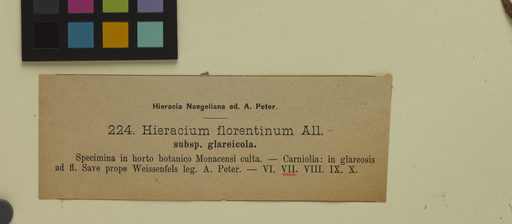 Hieracia Naegeliana ed. A. Peter.
224. Hieracium florentinum All.
subsp. glareicola.
Specimina in horto botanico Monacensi culta. — Carniolia: in glareosis
ad fl. Save prope Weissenfels leg. A. Peter. — VI. VII. VIII. IX. X.